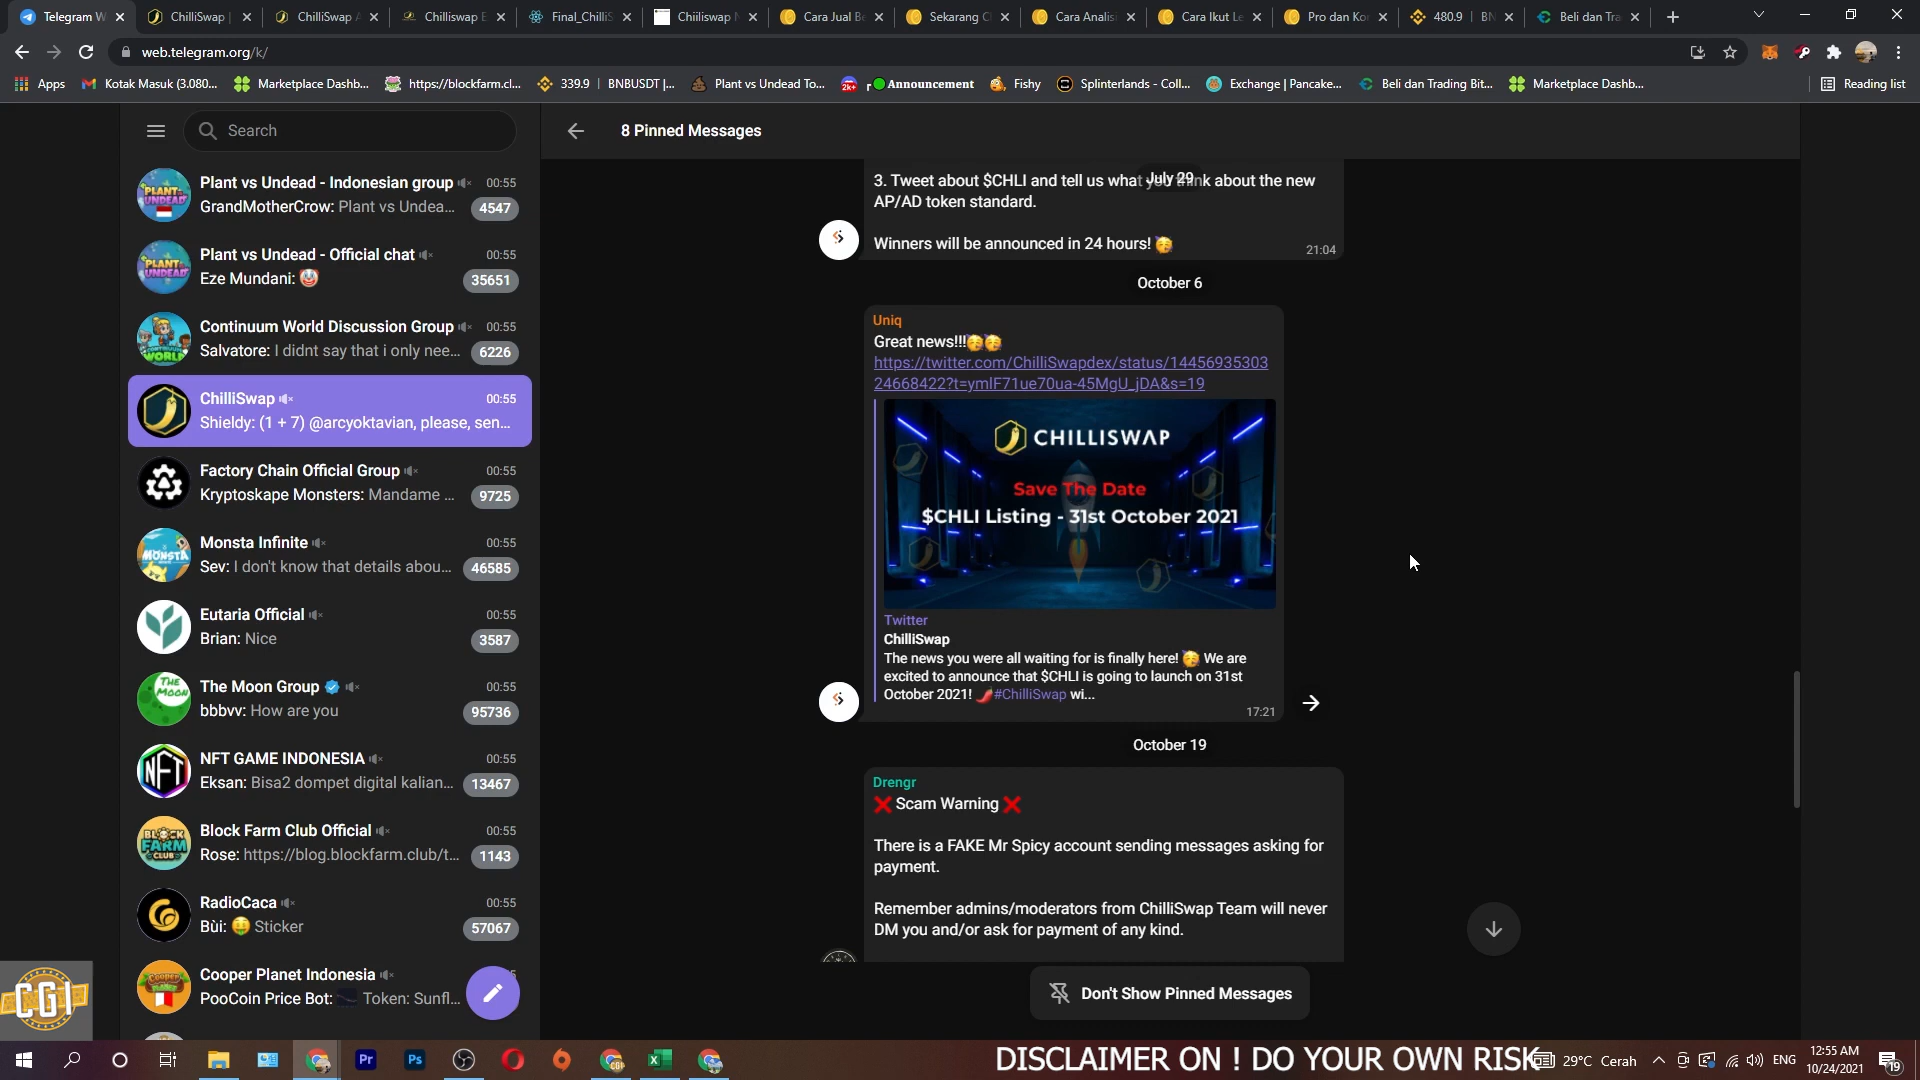 Telegram W
ChilliSwap |
ChilliSwap A
Chilliswap E
Final_ChilliS
Chiiliswap N
Cara Jual Be
Sekarang C
Cara Analisi
Cara Ikut Le
Pro dan Ko
480.9 | BN
Beli dan Tra
web.telegram.org/k/
Apps
Kotak Masuk (3.080...
Marketplace Dashb...
https://blockfarm.cl...
339.9 | BNBUSDT |...
Plant vs Undead To...
Announcement
Fishy
Splinterlands - Coll...
Exchange | Pancake...
Beli dan Trading Bit...
Marketplace Dashb...
Reading list
Search
8 Pinned Messages
Plant vs Undead - Indonesian group 00:55
GrandMotherCrow: Plant vs Undea... 4547
Plant vs Undead - Official chat 00:55
Eze Mundani: 🤡 35651
Continuum World Discussion Group 00:55
Salvatore: I didnt say that i only nee... 6226
ChilliSwap 00:55
Shieldy: (1 + 7) @arcyoktavian, please, sen...
Factory Chain Official Group 00:55
Kryptoskape Monsters: Mandame ... 9725
Monsta Infinite 00:55
Sev: I don't know that details abou... 46585
Eutaria Official 00:55
Brian: Nice 3587
The Moon Group 00:55
bbbvv: How are you 95736
NFT GAME INDONESIA 00:55
Eksan: Bisa2 dompet digital kalian... 13467
Block Farm Club Official 00:55
Rose: https://blog.blockfarm.club/t... 1143
RadioCaca 00:55
Bùi: 🤑 Sticker 57067
Cooper Planet Indonesia
PooCoin Price Bot: Token: Sunfl...
July 29
3. Tweet about $CHLI and tell us what you think about the new
AP/AD token standard.
Winners will be announced in 24 hours! 🥳
21:04
October 6
Uniq
Great news!!!🥳🥳
https://twitter.com/ChilliSwapdex/status/14456935303
24668422?t=ymlF71ue70ua-45MgU_jDA&s=19
CHILLISWAP
Save The Date
$CHLI Listing - 31st October 2021
Twitter
ChilliSwap
The news you were all waiting for is finally here! 🥳 We are
excited to announce that $CHLI is going to launch on 31st
October 2021! 🌶️#ChilliSwap wi...
17:21
October 19
Drengr
❌ Scam Warning ❌
There is a FAKE Mr Spicy account sending messages asking for
payment.
Remember admins/moderators from ChilliSwap Team will never
DM you and/or ask for payment of any kind.
Don't Show Pinned Messages
CGI
DISCLAIMER ON ! DO YOUR OWN RISK
29°C Cerah
ENG
12:55 AM
10/24/2021
19